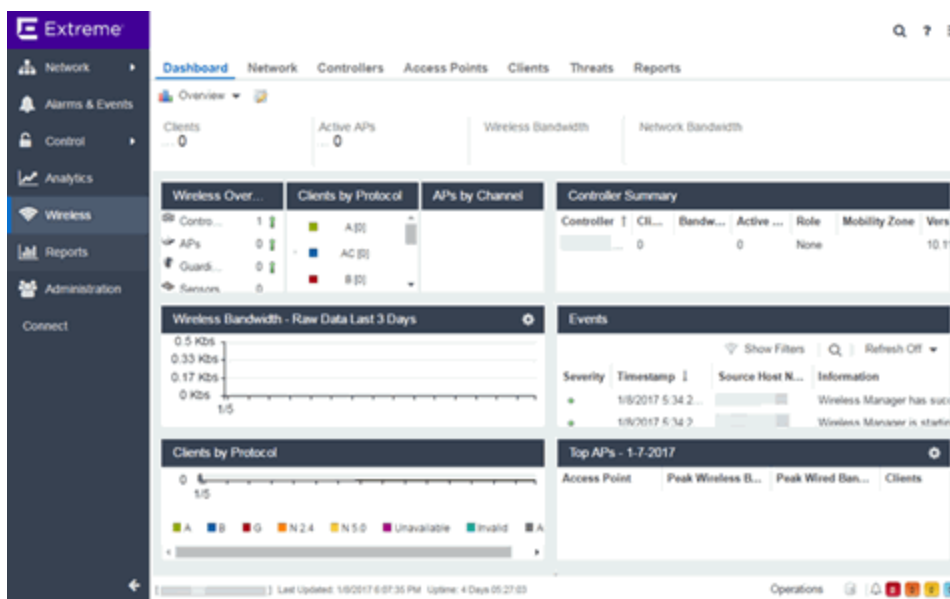 Extreme
Network
Alarms & Events
Control
Analytics
Wireless
Reports
Administration
Connect
Dashboard Network Controllers Access Points Clients Threats Reports
Overview
Clients Active APs Wireless Bandwidth Network Bandwidth
... 0 ... 0
Wireless Over... Clients by Protocol APs by Channel
Contro... 1
APs 0
Guardi... 0
Sensors 0
A [0]
AC [0]
B [0]
Controller Summary
Controller Cli... Bandw... Active ... Role Mobility Zone Vers
... 0 0 None 10.1
Wireless Bandwidth - Raw Data Last 3 Days
0.5 Kbs
0.33 Kbs
0.17 Kbs
0 Kbs
1/5
Events
Show Filters Refresh Off
Severity Timestamp Source Host N... Information
1/8/2017 5:34:2... Wireless Manager has succ
1/8/2017 5:34:2 Wireless Manager is startin
Clients by Protocol
0
1/5
A B G N 2.4 N 5.0 Unavailable Invalid A
Top APs - 1-7-2017
Access Point Peak Wireless B... Peak Wired Ban... Clients
[ ] Last Updated: 1/8/2017 6:07:35 PM Uptime: 4 Days 05:27:03
Operations